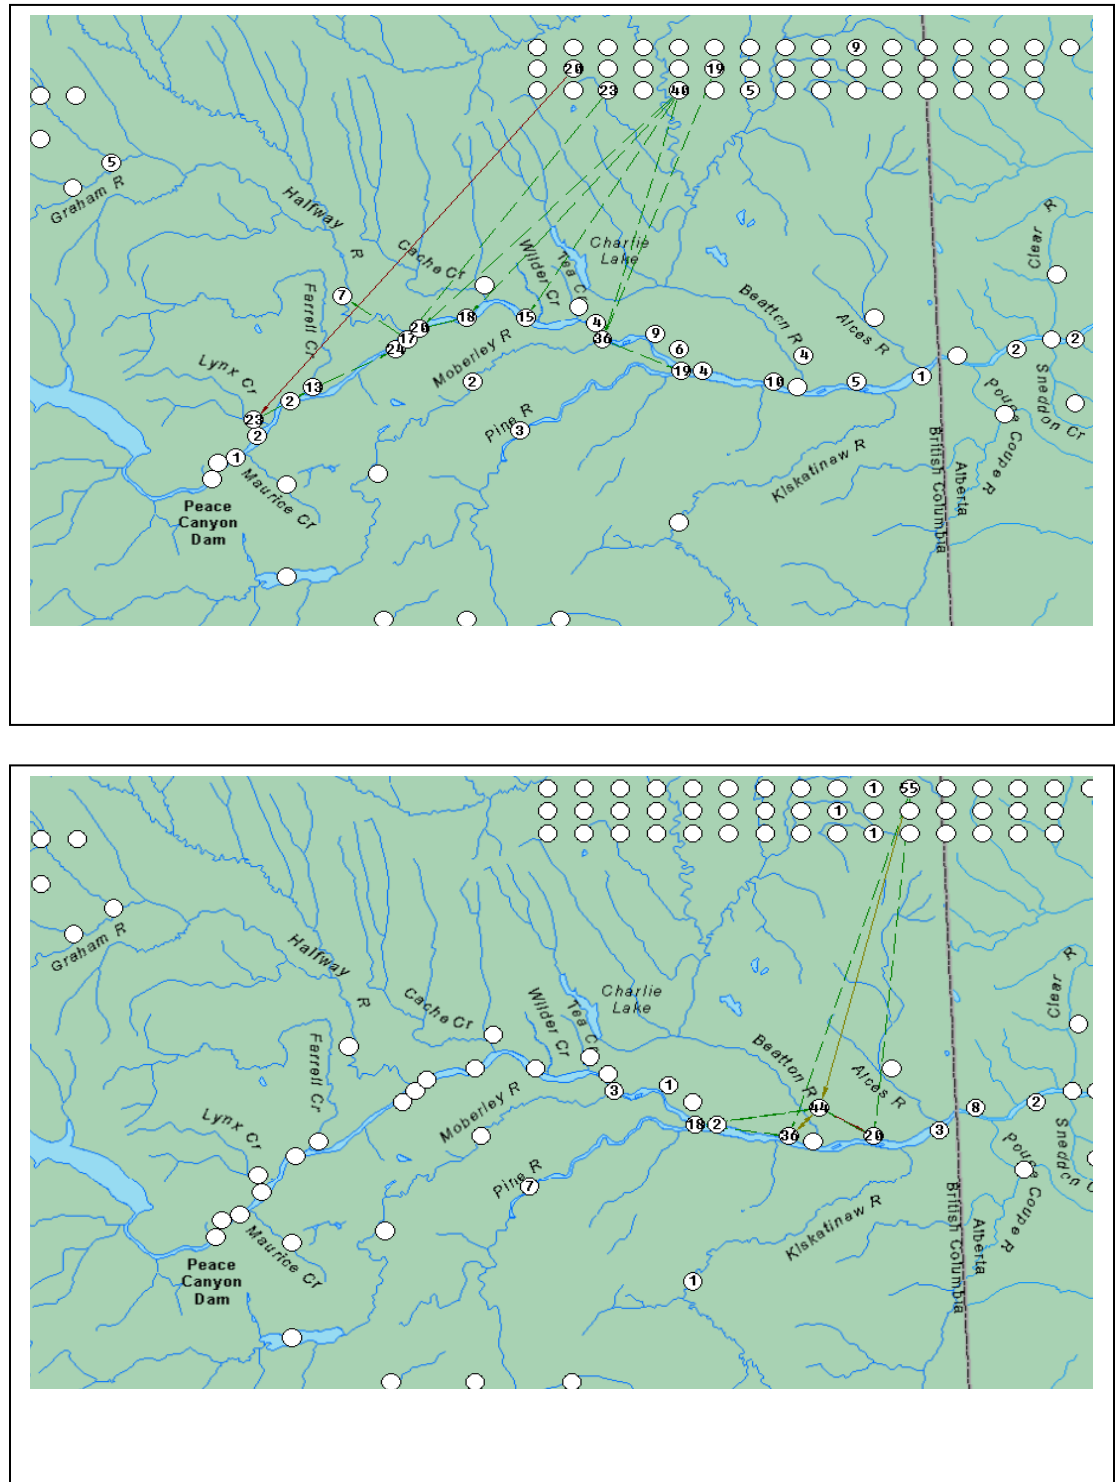 9
20
19
23
40
5
5
Graham R
Halfway
R
Cache Cr
Wilder Cr
Tea Cr
Charlie
Lake
Clear
R
Farrell Cr
7
20
18
15
4
36
17
24
9
6
Beatton R
4
Alces R
2
2
Lynx Cr
13
2
23
2
Moberley R
2
19
4
10
5
1
Pouce Coupe R
Sneddon Cr
Pine R
3
1
Maurice Cr
Kiskatinaw R
British Columbia
Alberta
Peace
Canyon
Dam
1
55
1
1
Graham R
Halfway
R
Cache Cr
Wilder Cr
Tea Cr
Charlie
Lake
Clear
R
Farrell Cr
Beatton R
Alces R
3
1
44
8
2
Lynx Cr
Moberley R
18
2
36
20
3
Pouce Coupe R
Sneddon C
Pine R
7
Maurice Cr
Kiskatinaw R
British Columbia
Alberta
Peace
Canyon
Dam
1